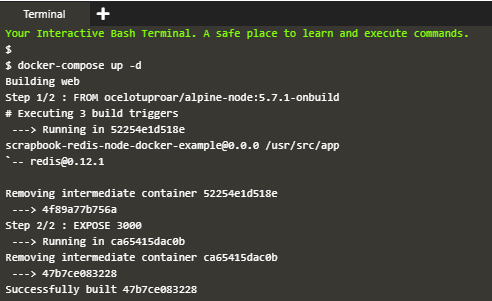 Terminal +
Your Interactive Bash Terminal. A safe place to learn and execute commands.
$
$ docker-compose up -d
Building web
Step 1/2 : FROM ocelotuproar/alpine-node:5.7.1-onbuild
# Executing 3 build triggers
 ---> Running in 52254e1d518e
scrapbook-redis-node-docker-example@0.0.0 /usr/src/app
`-- redis@0.12.1
Removing intermediate container 52254e1d518e
 ---> 4f89a77b756a
Step 2/2 : EXPOSE 3000
 ---> Running in ca65415dac0b
Removing intermediate container ca65415dac0b
 ---> 47b7ce083228
Successfully built 47b7ce083228